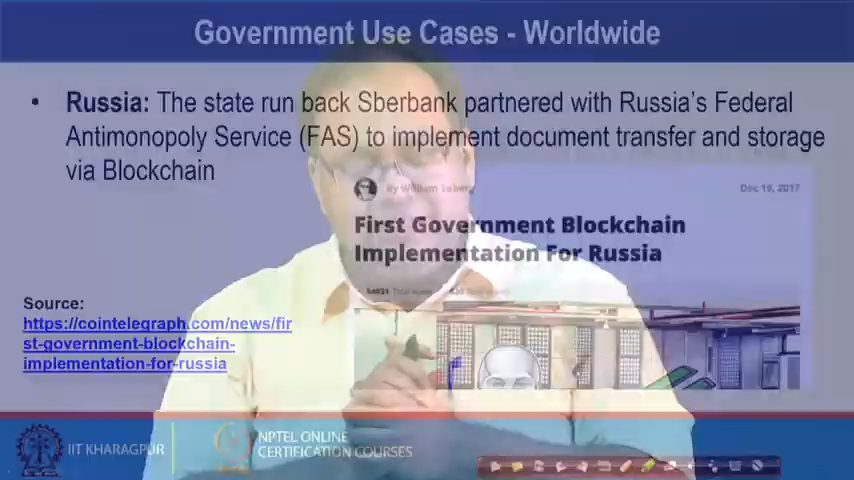 Government Use Cases - Worldwide
• Russia: The state run back Sberbank partnered with Russia's Federal
Antimonopoly Service (FAS) to implement document transfer and storage
via Blockchain
Dec 19, 2017
First Government Blockchain
Implementation For Russia
Source:
https://cointelegraph.com/news/fir
st-government-blockchain-
implementation-for-russia
IIT KHARAGPUR
NPTEL ONLINE
CERTIFICATION COURSES